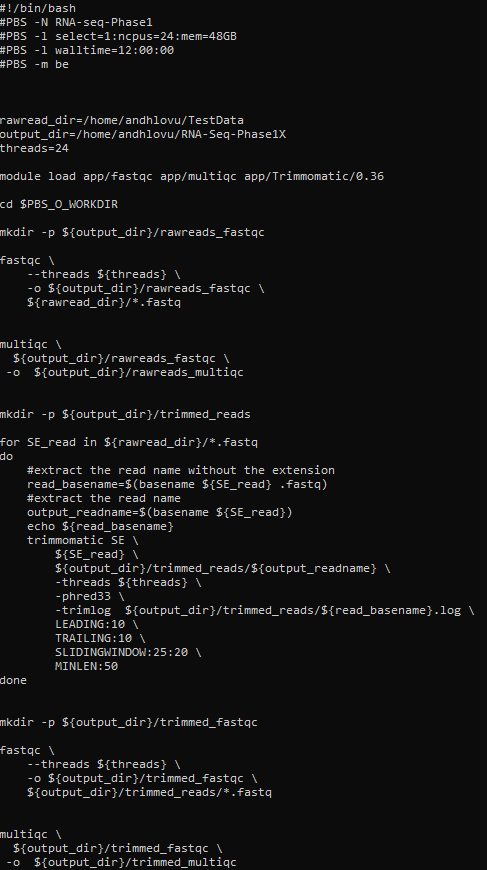 #!/bin/bash
#PBS -N RNA-seq-Phase1
#PBS -l select=1:ncpus=24:mem=48GB
#PBS -l walltime=12:00:00
#PBS -m be
rawread_dir=/home/andhlovu/TestData
output_dir=/home/andhlovu/RNA-Seq-Phase1X
threads=24
module load app/fastqc app/multiqc app/Trimmomatic/0.36
cd $PBS_O_WORKDIR
mkdir -p ${output_dir}/rawreads_fastqc
fastqc \
    --threads ${threads} \
    -o ${output_dir}/rawreads_fastqc \
    ${rawread_dir}/*.fastq
multiqc \
  ${output_dir}/rawreads_fastqc \
 -o  ${output_dir}/rawreads_multiqc
mkdir -p ${output_dir}/trimmed_reads
for SE_read in ${rawread_dir}/*.fastq
do
    #extract the read name without the extension
    read_basename=$(basename ${SE_read} .fastq)
    #extract the read name
    output_readname=$(basename ${SE_read})
    echo ${read_basename}
    trimmomatic SE \
        ${SE_read} \
        ${output_dir}/trimmed_reads/${output_readname} \
        -threads ${threads} \
        -phred33 \
        -trimlog  ${output_dir}/trimmed_reads/${read_basename}.log \
        LEADING:10 \
        TRAILING:10 \
        SLIDINGWINDOW:25:20 \
        MINLEN:50
done
mkdir -p ${output_dir}/trimmed_fastqc
fastqc \
    --threads ${threads} \
    -o ${output_dir}/trimmed_fastqc \
    ${output_dir}/trimmed_reads/*.fastq
multiqc \
  ${output_dir}/trimmed_fastqc \
 -o  ${output_dir}/trimmed_multiqc